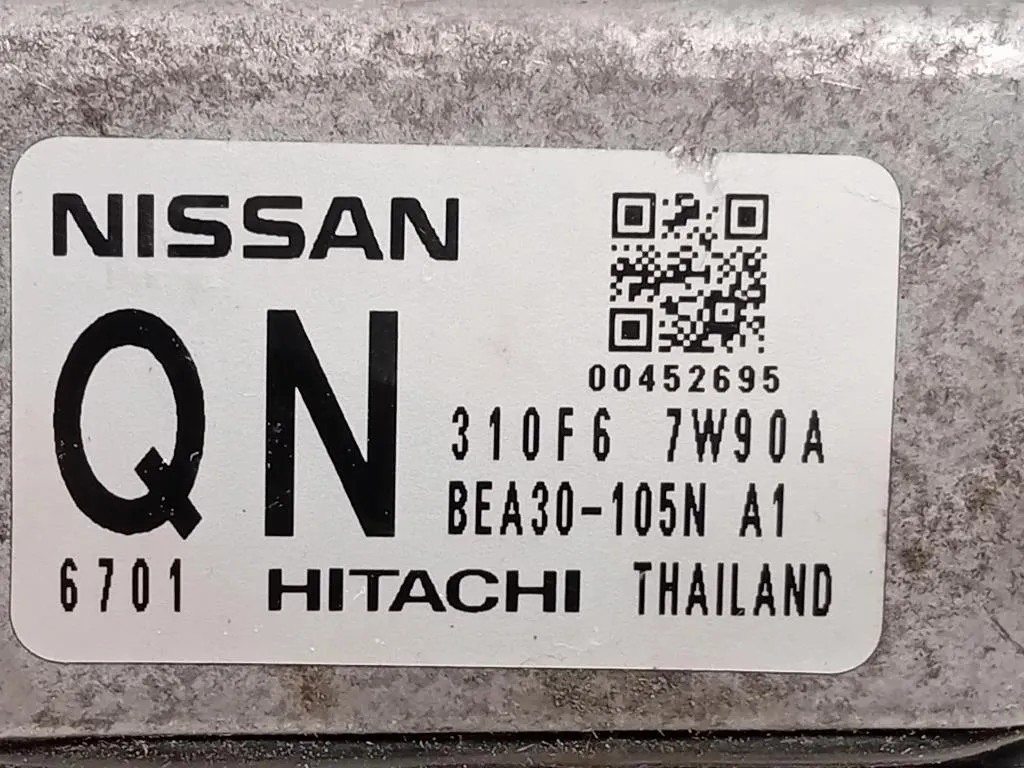 NISSAN
00452695
QN
310F6 7W90A
BEA30-105N A1
6701 HITACHI THAILAND